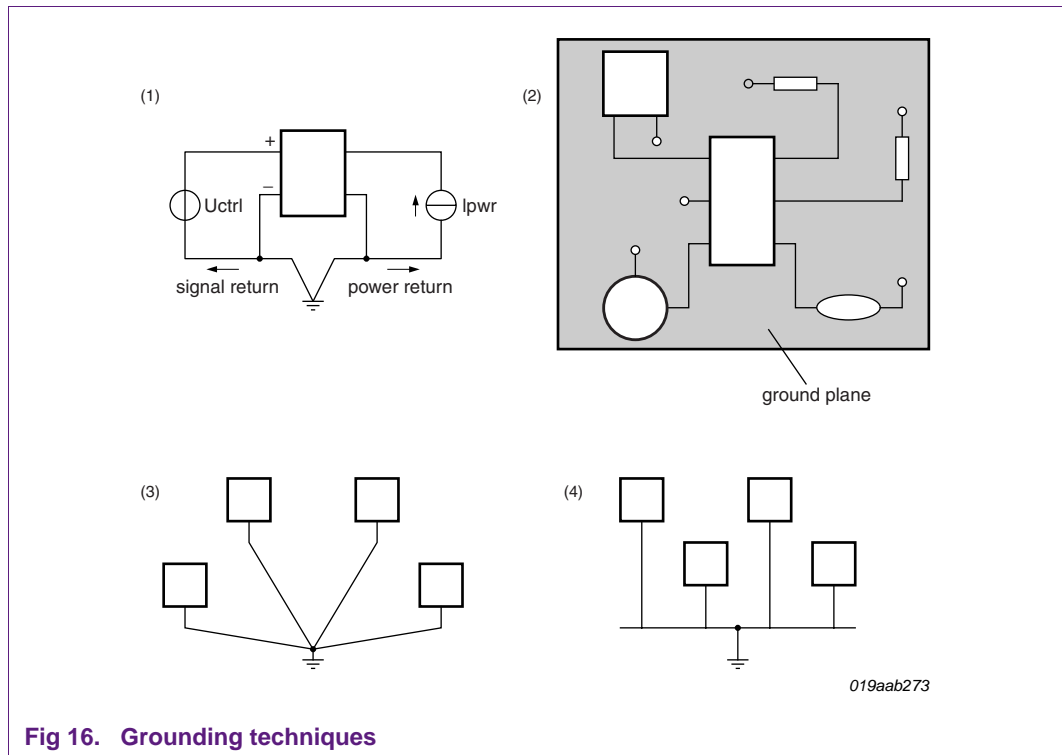 (1)
+
−
Uctrl
Ipwr
signal return
power return
(2)
ground plane
(3)
(4)
019aab273
Fig 16. Grounding techniques